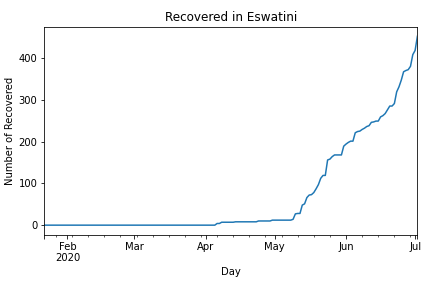 Recovered in Eswatini
Number of Recovered
400
300
200
100
0
Feb
2020
Mar
Apr
May
Jun
Jul
Day